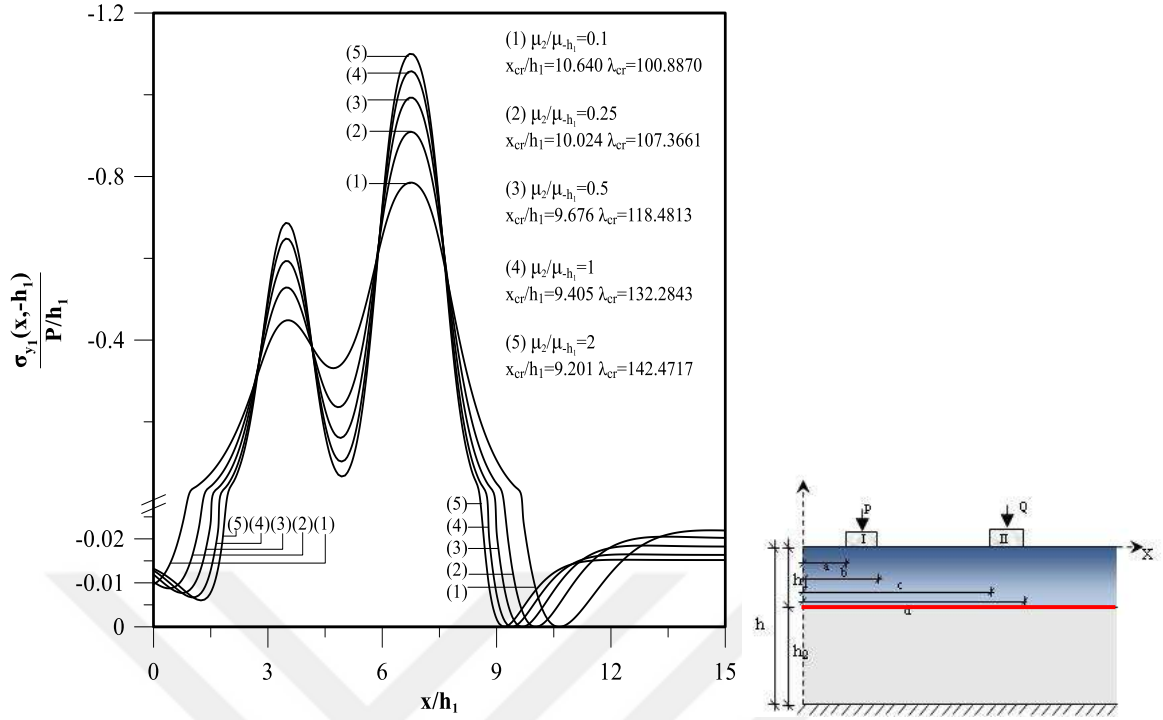 -1.2
-0.8
-0.4
-0.02
-0.01
0
σy₁(x,-h₁)
P/h₁
(5)
(4)
(3)
(2)
(1)
(1) μ₂/μ-h₁=0.1
xcr/h₁=10.640 λcr=100.8870
(2) μ₂/μ-h₁=0.25
xcr/h₁=10.024 λcr=107.3661
(3) μ₂/μ-h₁=0.5
xcr/h₁=9.676 λcr=118.4813
(4) μ₂/μ-h₁=1
xcr/h₁=9.405 λcr=132.2843
(5) μ₂/μ-h₁=2
xcr/h₁=9.201 λcr=142.4717
(5)(4)(3)(2)(1)
(5)
(4)
(3)
(2)
(1)
0 3 6 9 12 15
x/h₁
P Q
I II
X
a
b
c
d
h₁
h
h₂